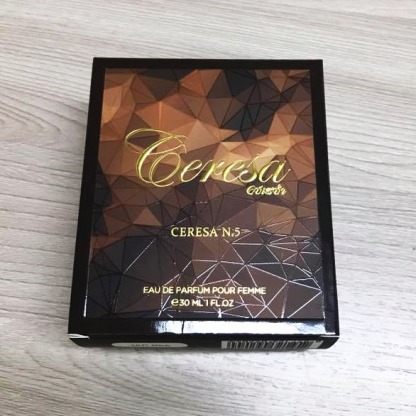 Ceresa
CERESA N.5
EAU DE PARFUM POUR FEMME
℮30 ML 1 FL.OZ